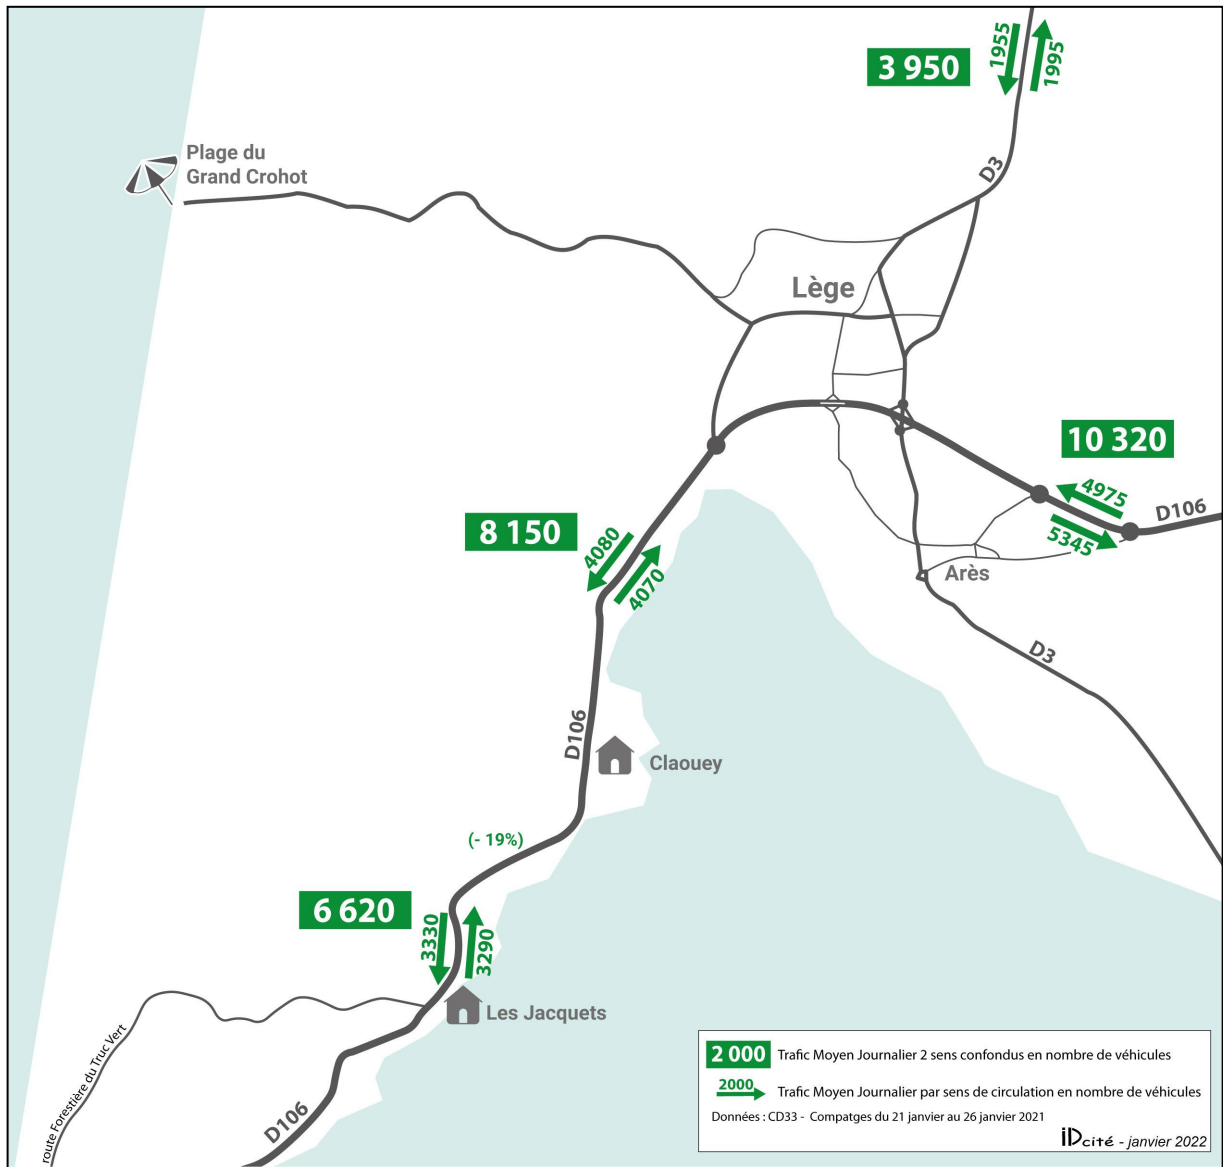 3 950
1955
1995
D3
Plage du
Grand Crohot
Lège
10 320
4975
5345
D106
8 150
4080
4070
Arès
D3
D106
Claouey
(- 19%)
6 620
3330
3290
Les Jacquets
route Forestière du Truc Vert
D106
2 000 Trafic Moyen Journalier 2 sens confondus en nombre de véhicules
2000 Trafic Moyen Journalier par sens de circulation en nombre de véhicules
Données : CD33 - Compatges du 21 janvier au 26 janvier 2021
iDcité - janvier 2022